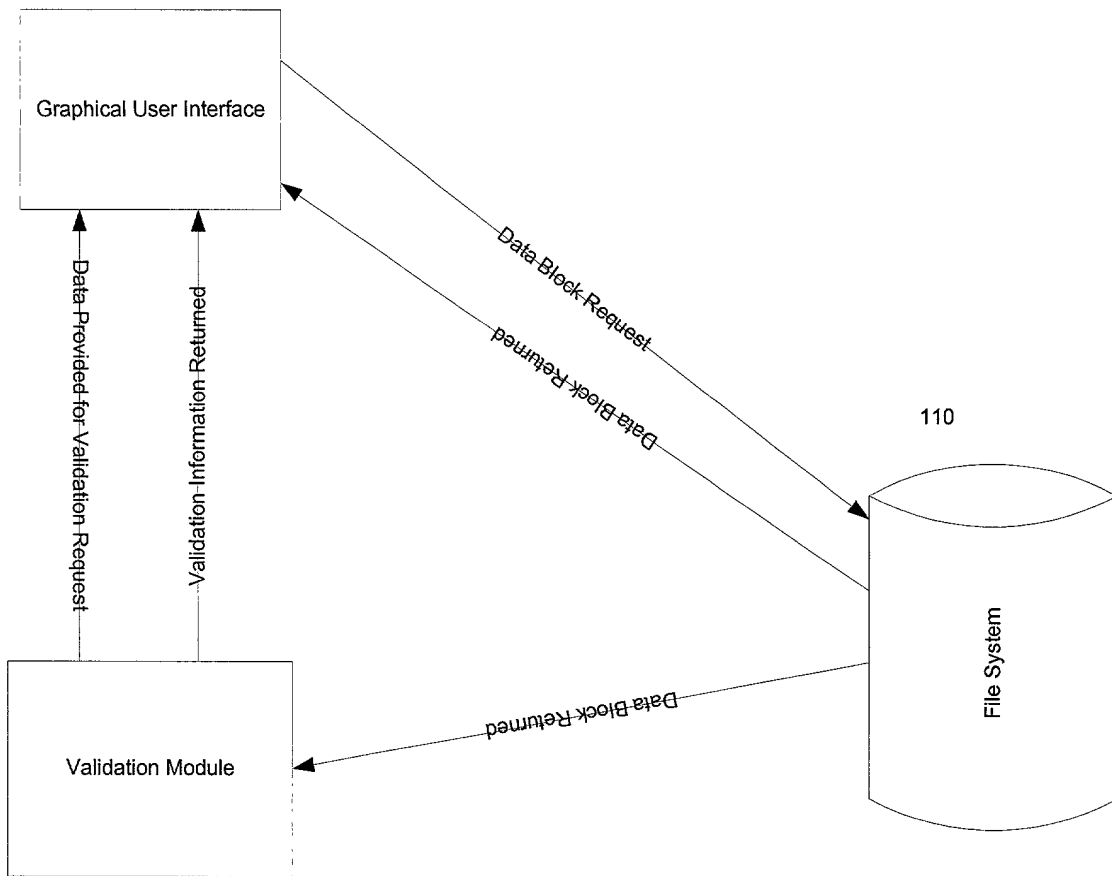 Graphical User Interface
Data Block Request
Data Block Returned
Data Provided for Validation Request
Validation Information Returned
110
File System
Data Block Returned
Validation Module